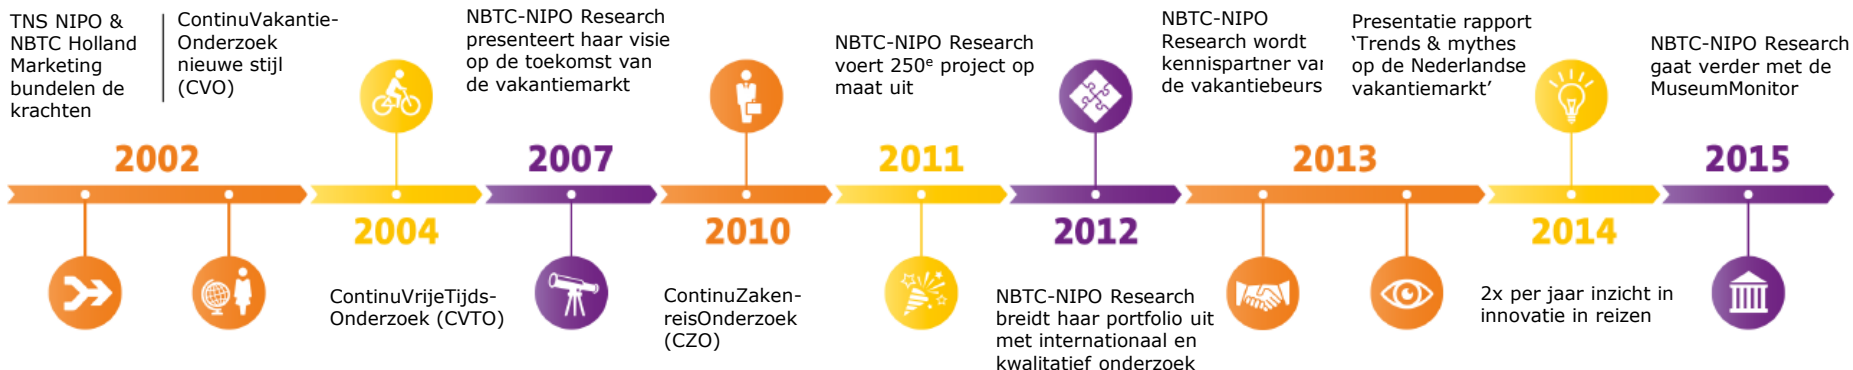 TNS NIPO &
NBTC Holland
Marketing
bundelen de
krachten
ContinuVakantie-
Onderzoek
nieuwe stijl
(CVO)
2002
2004
ContinuVrijeTijds-
Onderzoek (CVTO)
NBTC-NIPO Research
presenteert haar visie
op de toekomst van
de vakantiemarkt
2007
2010
ContinuZaken-
reisOnderzoek
(CZO)
NBTC-NIPO Research
voert 250e project op
maat uit
2011
2012
NBTC-NIPO Research
breidt haar portfolio uit
met internationaal en
kwalitatief onderzoek
NBTC-NIPO
Research wordt
kennispartner van
de vakantiebeurs
2013
Presentatie rapport
‘Trends & mythes
op de Nederlandse
vakantiemarkt’
2014
2x per jaar inzicht in
innovatie in reizen
NBTC-NIPO Research
gaat verder met de
MuseumMonitor
2015